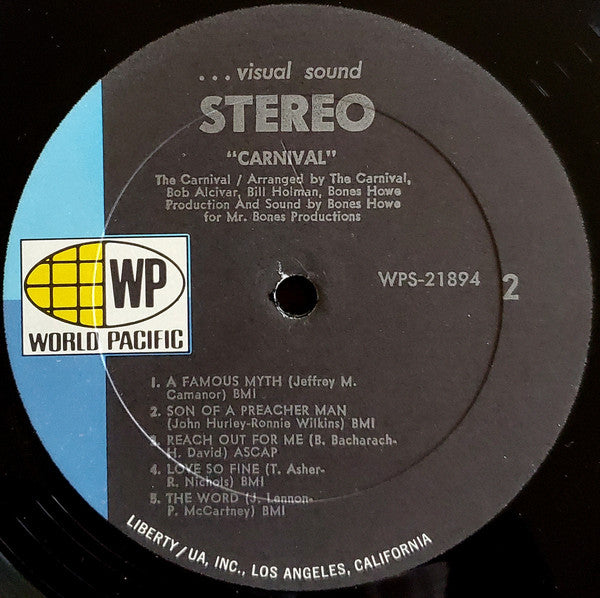 ...visual sound
STEREO
"CARNIVAL"
The Carnival / Arranged by The Carnival,
Bob Alcivar, Bill Holman, Bones Howe
Production And Sound by Bones Howe
for Mr. Bones Productions
WP
WORLD PACIFIC
WPS-21894 2
1. A FAMOUS MYTH (Jeffrey M.
Camanor) BMI
2. SON OF A PREACHER MAN
(John Hurley-Ronnie Wilkins) BMI
3. REACH OUT FOR ME (B. Bacharach-
H. David) ASCAP
4. LOVE SO FINE (T. Asher-
R. Nichols) BMI
5. THE WORD (J. Lennon-
P. McCartney) BMI
LIBERTY/UA, INC., LOS ANGELES, CALIFORNIA